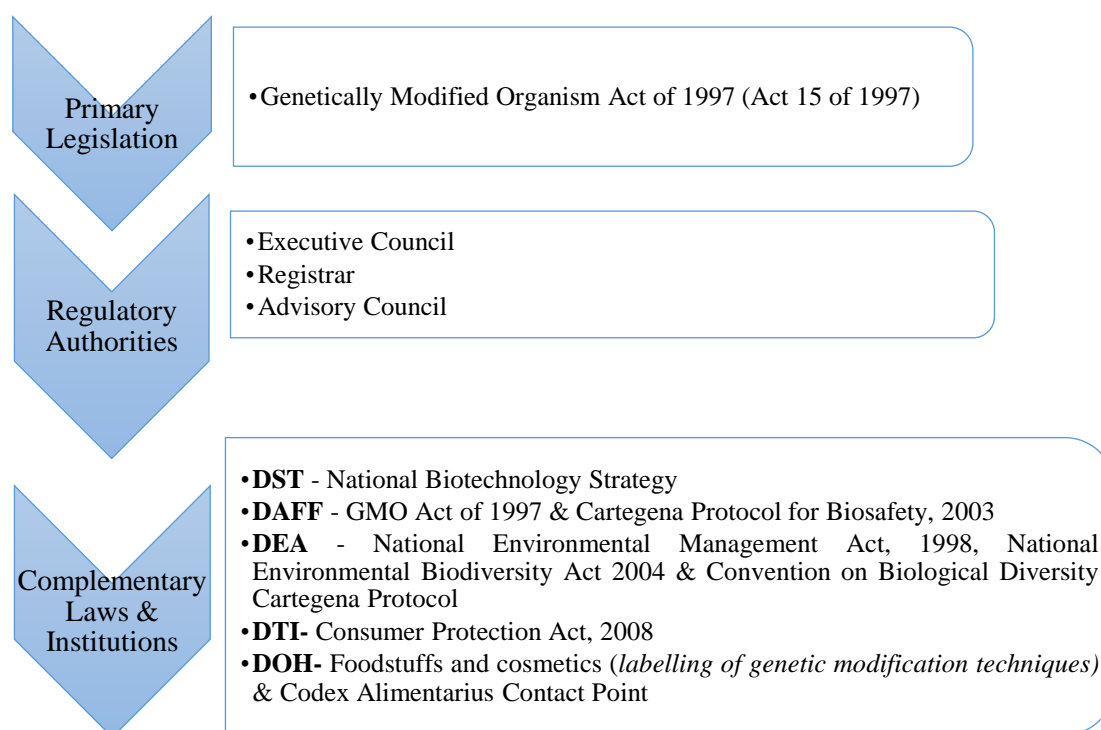 Primary
Legislation
•Genetically Modified Organism Act of 1997 (Act 15 of 1997)
Regulatory
Authorities
•Executive Council
•Registrar
•Advisory Council
Complementary
Laws &
Institutions
•DST - National Biotechnology Strategy
•DAFF - GMO Act of 1997 & Cartegena Protocol for Biosafety, 2003
•DEA - National Environmental Management Act, 1998, National
Environmental Biodiversity Act 2004 & Convention on Biological Diversity
Cartegena Protocol
•DTI- Consumer Protection Act, 2008
•DOH- Foodstuffs and cosmetics (labelling of genetic modification techniques)
& Codex Alimentarius Contact Point